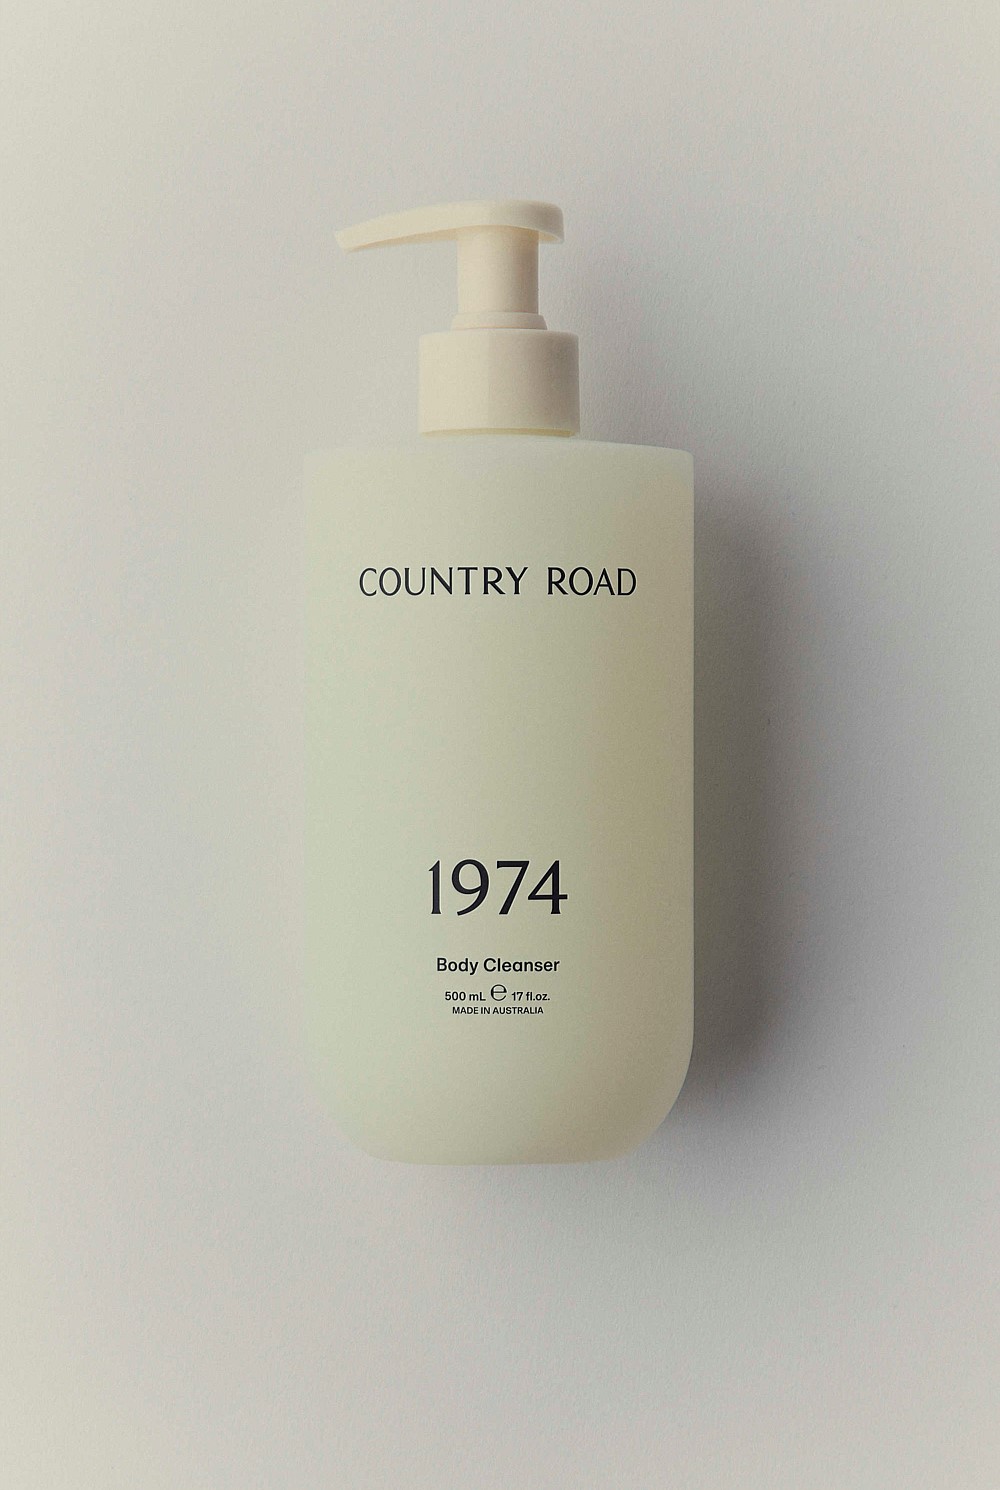 COUNTRY ROAD
1974
Body Cleanser
500 mL ℮ 17 fl.oz.
MADE IN AUSTRALIA